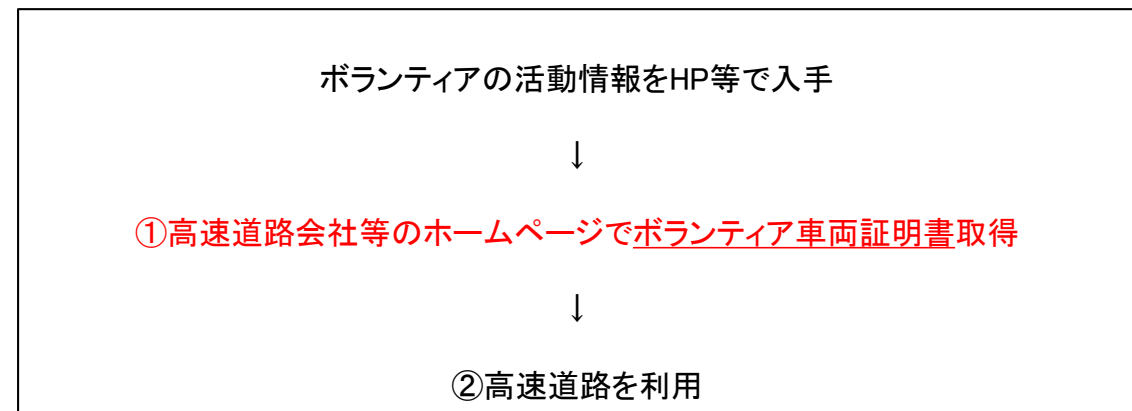 ボランティアの活動情報をHP等で入手
↓
①高速道路会社等のホームページでボランティア車両証明書取得
↓
②高速道路を利用